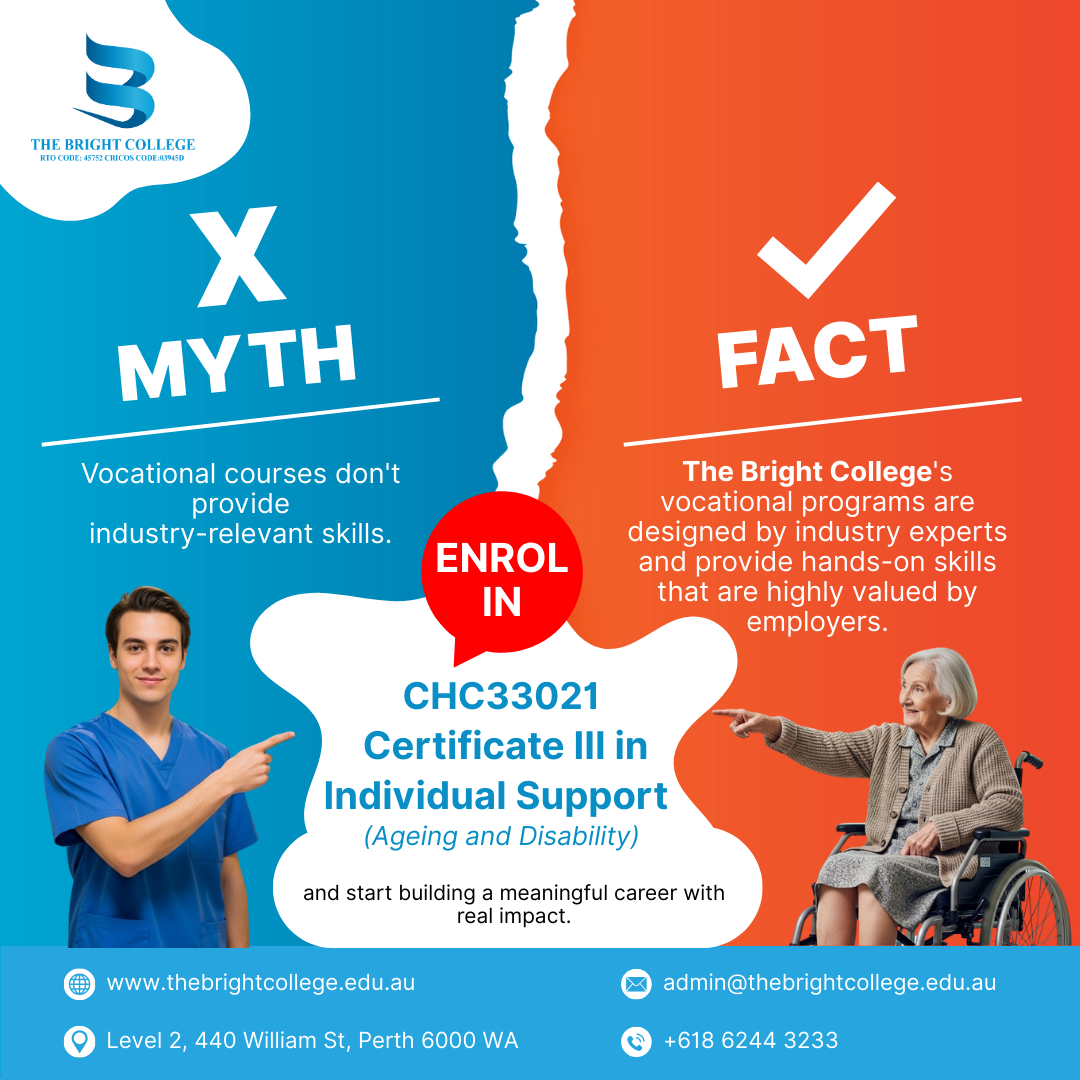 THE BRIGHT COLLEGE
RTO CODE: 45752 CRICOS CODE:03945D
X
MYTH
Vocational courses don't
provide
industry-relevant skills.
FACT
The Bright College's
vocational programs are
designed by industry experts
and provide hands-on skills
that are highly valued by
employers.
ENROL
IN
CHC33021
Certificate III in
Individual Support
(Ageing and Disability)
and start building a meaningful career with
real impact.
www.thebrightcollege.edu.au
admin@thebrightcollege.edu.au
Level 2, 440 William St, Perth 6000 WA
+618 6244 3233